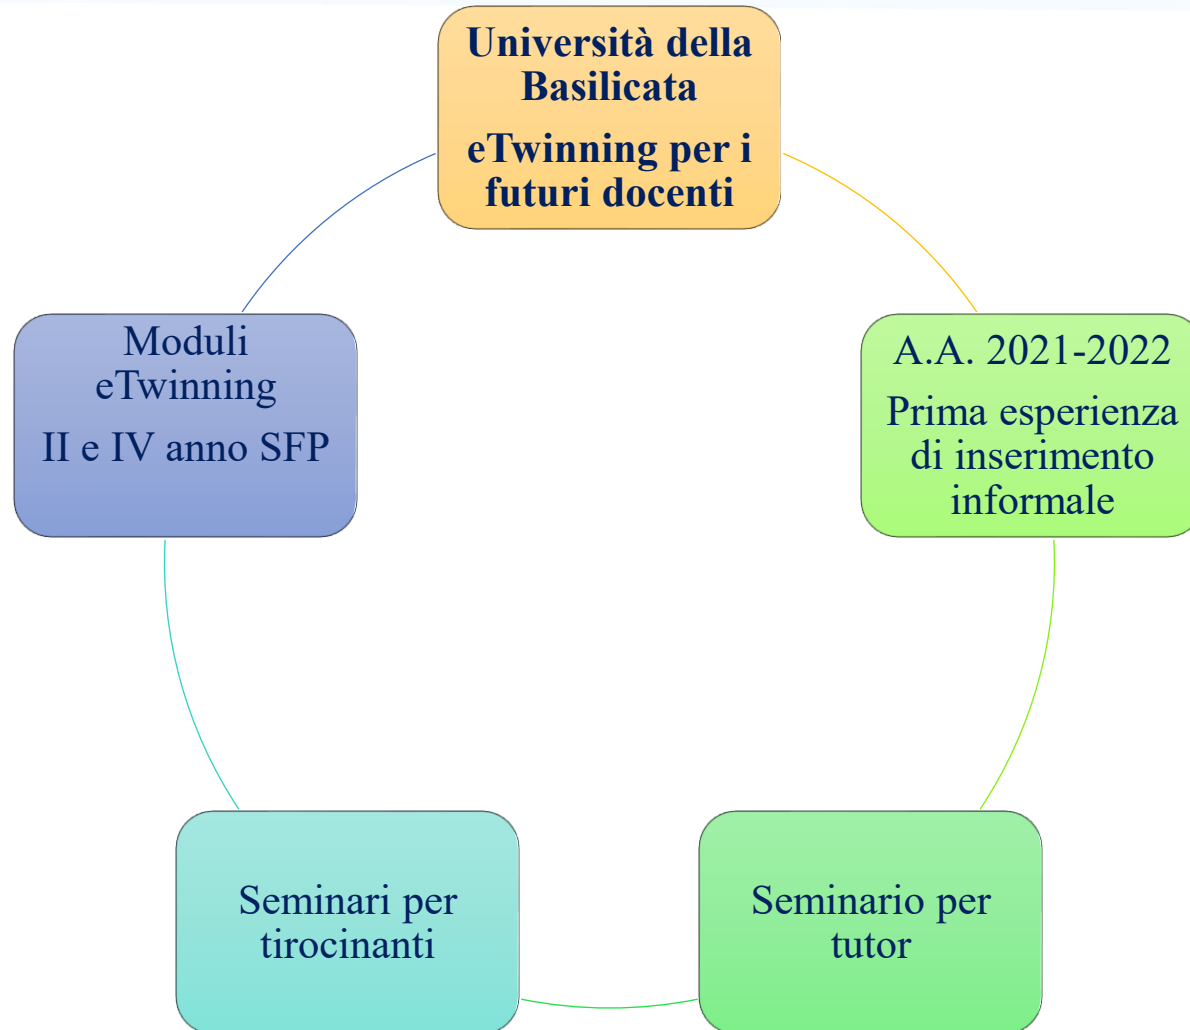 Università della
Basilicata
eTwinning per i
futuri docenti
A.A. 2021-2022
Prima esperienza
di inserimento
informale
Seminario per
tutor
Seminari per
tirocinanti
Moduli
eTwinning
II e IV anno SFP